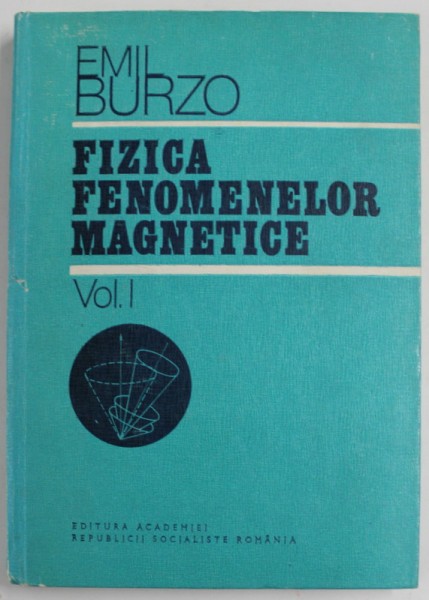 EMIL
BURZO
FIZICA
FENOMENELOR
MAGNETICE
Vol. I
EDITURA ACADEMIEI
REPUBLICII SOCIALISTE ROMÂNIA